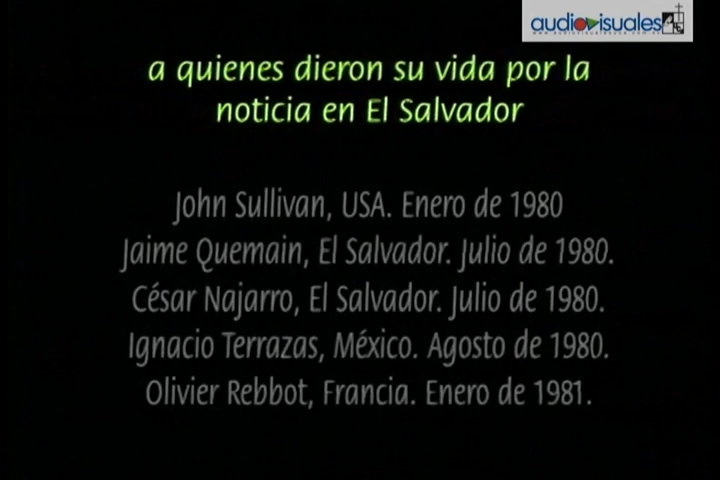 audiovisuales
a quienes dieron su vida por la
noticia en El Salvador
John Sullivan, USA. Enero de 1980
Jaime Quemain, El Salvador. Julio de 1980.
César Najarro, El Salvador. Julio de 1980.
Ignacio Terrazas, México. Agosto de 1980.
Olivier Rebbot, Francia. Enero de 1981.